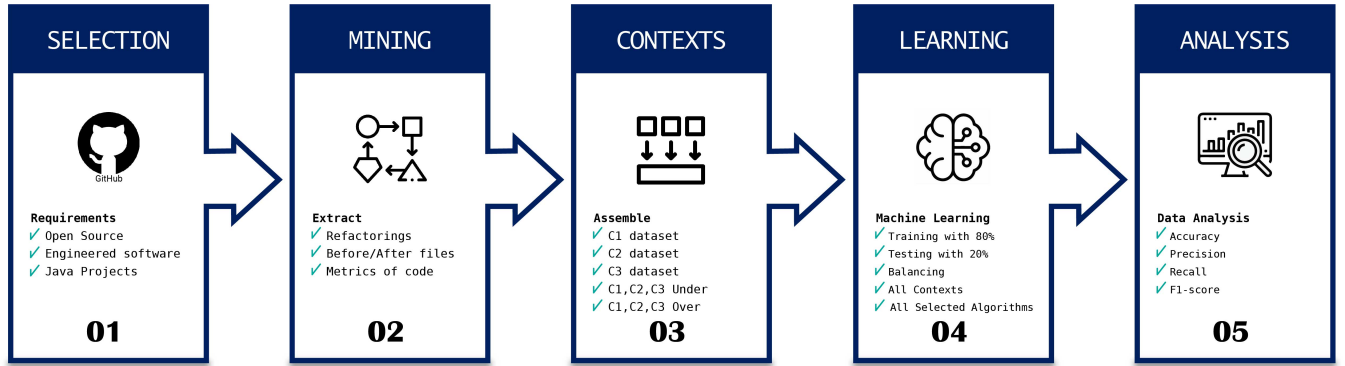 SELECTION
GitHub
Requirements
Open Source
Engineered software
Java Projects
01
MINING
Extract
Refactorings
Before/After files
Metrics of code
02
CONTEXTS
Assemble
C1 dataset
C2 dataset
C3 dataset
C1,C2,C3 Under
C1,C2,C3 Over
03
LEARNING
Machine Learning
Training with 80%
Testing with 20%
Balancing
All Contexts
All Selected Algorithms
04
ANALYSIS
Data Analysis
Accuracy
Precision
Recall
F1-score
05